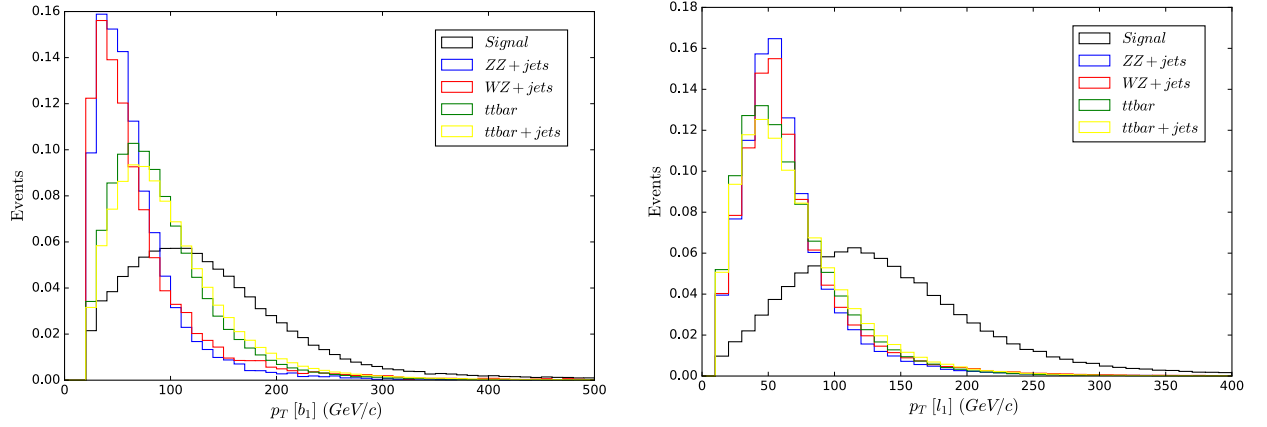 0.16
0.14
0.12
0.10
0.08
0.06
0.04
0.02
0.00
Events
0 100 200 300 400 500
p_T [b_1] (GeV/c)
Signal
ZZ + jets
WZ + jets
ttbar
ttbar + jets
0.18
0.16
0.14
0.12
0.10
0.08
0.06
0.04
0.02
0.00
Events
0 50 100 150 200 250 300 350 400
p_T [l_1] (GeV/c)
Signal
ZZ + jets
WZ + jets
ttbar
ttbar + jets